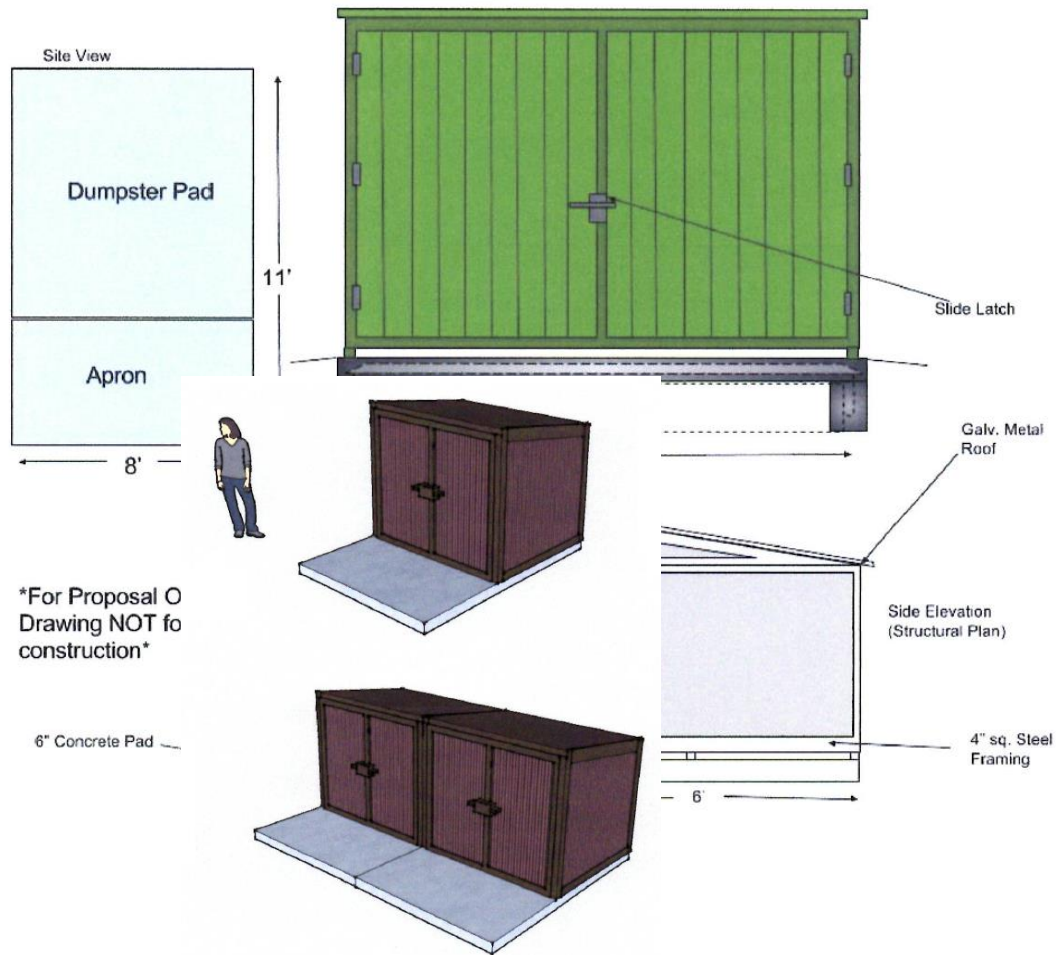 Site View
Dumpster Pad
11'
Slide Latch
Apron
8'
Galv. Metal
Roof
*For Proposal O
Drawing NOT fo
construction*
Side Elevation
(Structural Plan)
6" Concrete Pad
4" sq. Steel
Framing
6'